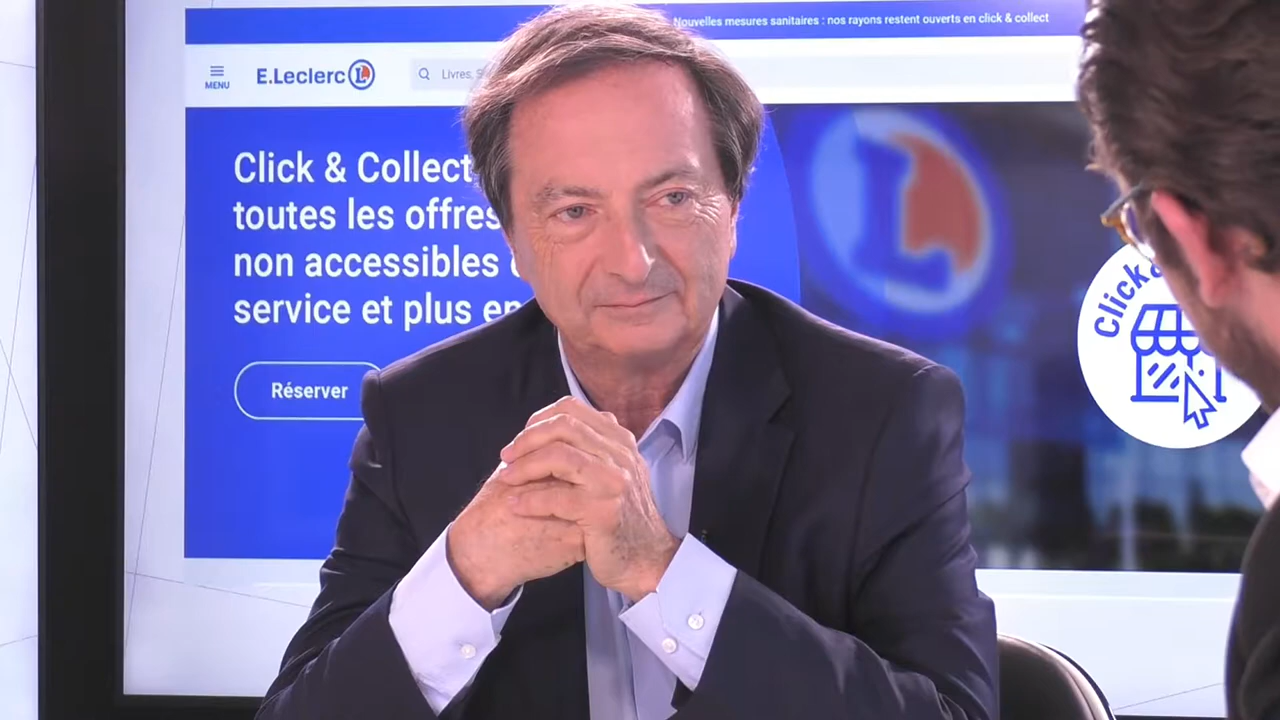 Nouvelles mesures sanitaires : nos rayons restent ouverts en click & collect
MENU
E.Leclerc L
Livres,
Click & Collect
toutes les offres
non accessibles
service et plus en
Réserver
L
Click